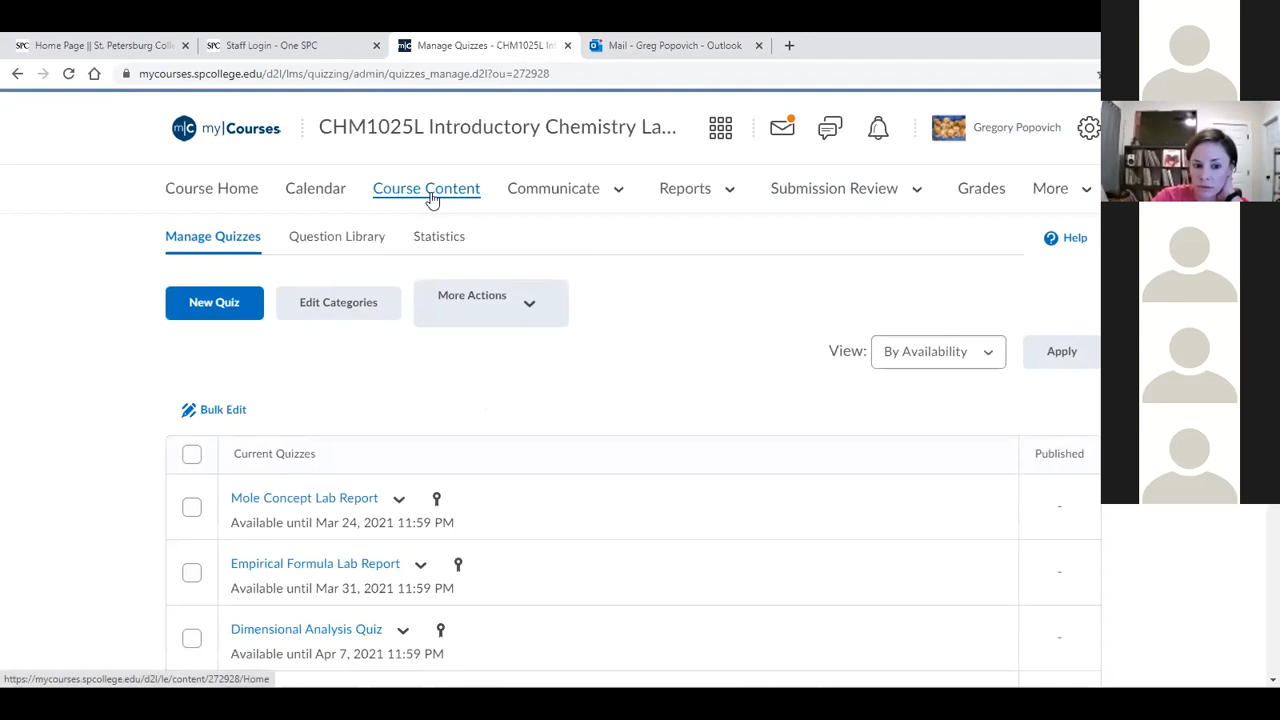 SPC Home Page || St. Petersburg Coll
SPC Staff Login - One SPC
Manage Quizzes - CHM1025L Int
Mail - Greg Popovich - Outlook
mycourses.spcollege.edu/d2l/lms/quizzing/admin/quizzes_manage.d2l?ou=272928
m|C my|Courses
CHM1025L Introductory Chemistry La...
Gregory Popovich
Course Home
Calendar
Course Content
Communicate
Reports
Submission Review
Grades
More
Manage Quizzes
Question Library
Statistics
Help
New Quiz
Edit Categories
More Actions
View: By Availability
Apply
Bulk Edit
Current Quizzes
Published
Mole Concept Lab Report
Available until Mar 24, 2021 11:59 PM
-
Empirical Formula Lab Report
Available until Mar 31, 2021 11:59 PM
-
Dimensional Analysis Quiz
Available until Apr 7, 2021 11:59 PM
-
https://mycourses.spcollege.edu/d2l/le/content/272928/Home